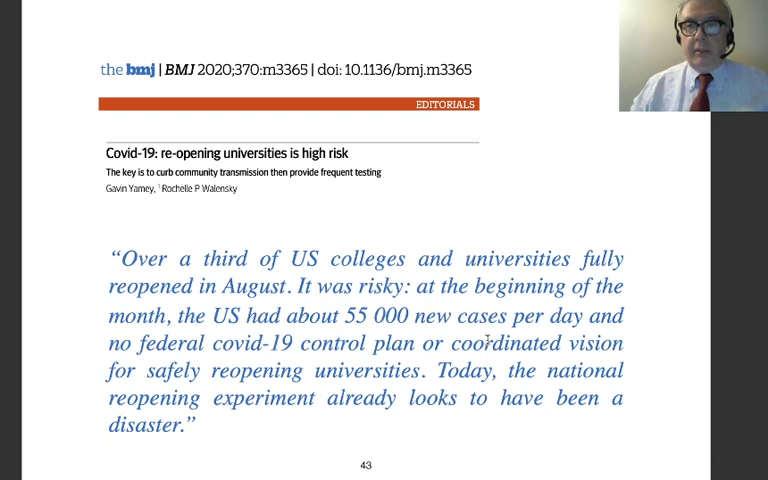 the bmj | BMJ 2020;370:m3365 | doi: 10.1136/bmj.m3365
EDITORIALS
Covid-19: re-opening universities is high risk
The key is to curb community transmission then provide frequent testing
Gavin Yamey, ¹ Rochelle P Walensky
“Over a third of US colleges and universities fully
reopened in August. It was risky: at the beginning of the
month, the US had about 55 000 new cases per day and
no federal covid-19 control plan or coordinated vision
for safely reopening universities. Today, the national
reopening experiment already looks to have been a
disaster.”
43